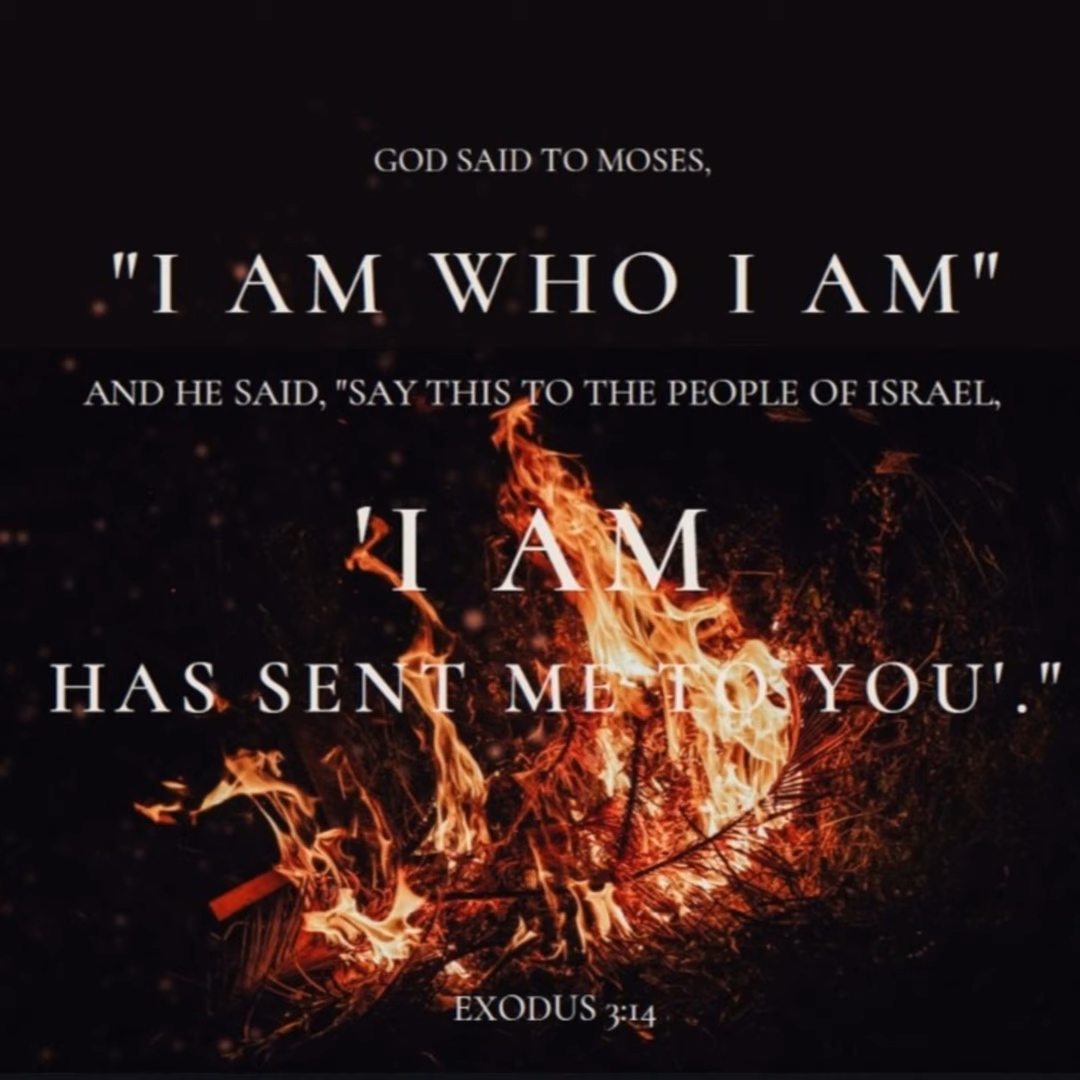 GOD SAID TO MOSES,
"I AM WHO I AM"
AND HE SAID, "SAY THIS TO THE PEOPLE OF ISRAEL,
'I AM
HAS SENT ME TO YOU'."
EXODUS 3:14